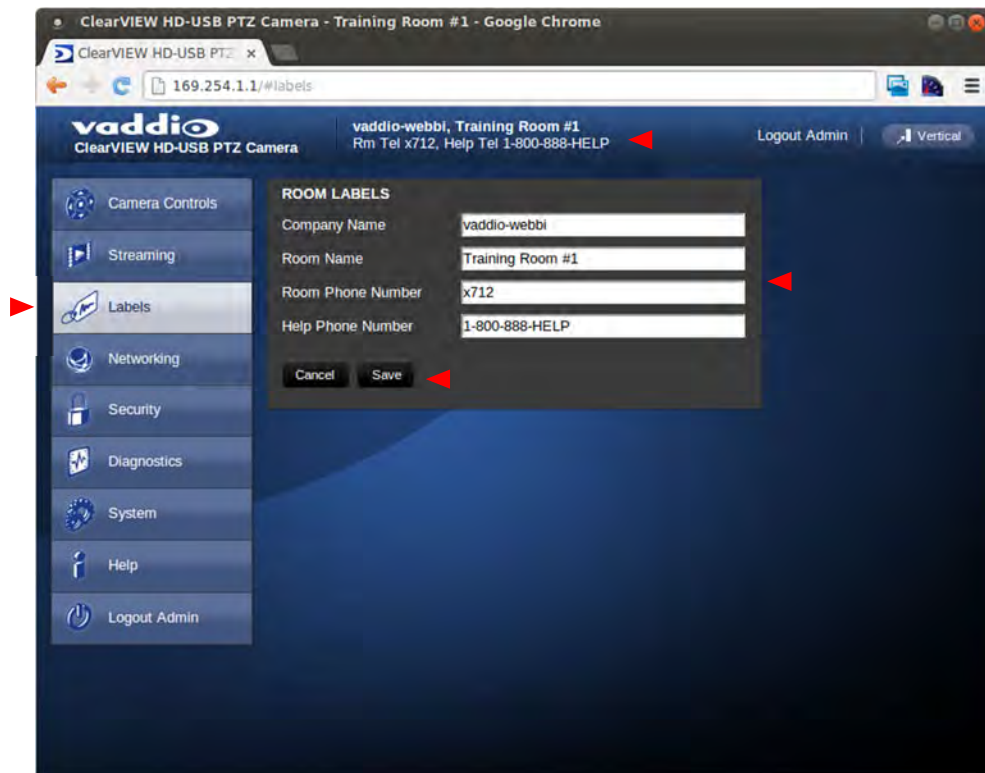 ClearVIEW HD-USB PTZ Camera - Training Room #1 - Google Chrome
ClearVIEW HD-USB PTZ
169.254.1.1/#labels
vaddio
ClearVIEW HD-USB PTZ Camera
vaddio-webbi, Training Room #1
Rm Tel x712, Help Tel 1-800-888-HELP
Logout Admin
Vertical
Camera Controls
Streaming
Labels
Networking
Security
Diagnostics
System
Help
Logout Admin
ROOM LABELS
Company Name vaddio-webbi
Room Name Training Room #1
Room Phone Number x712
Help Phone Number 1-800-888-HELP
Cancel Save